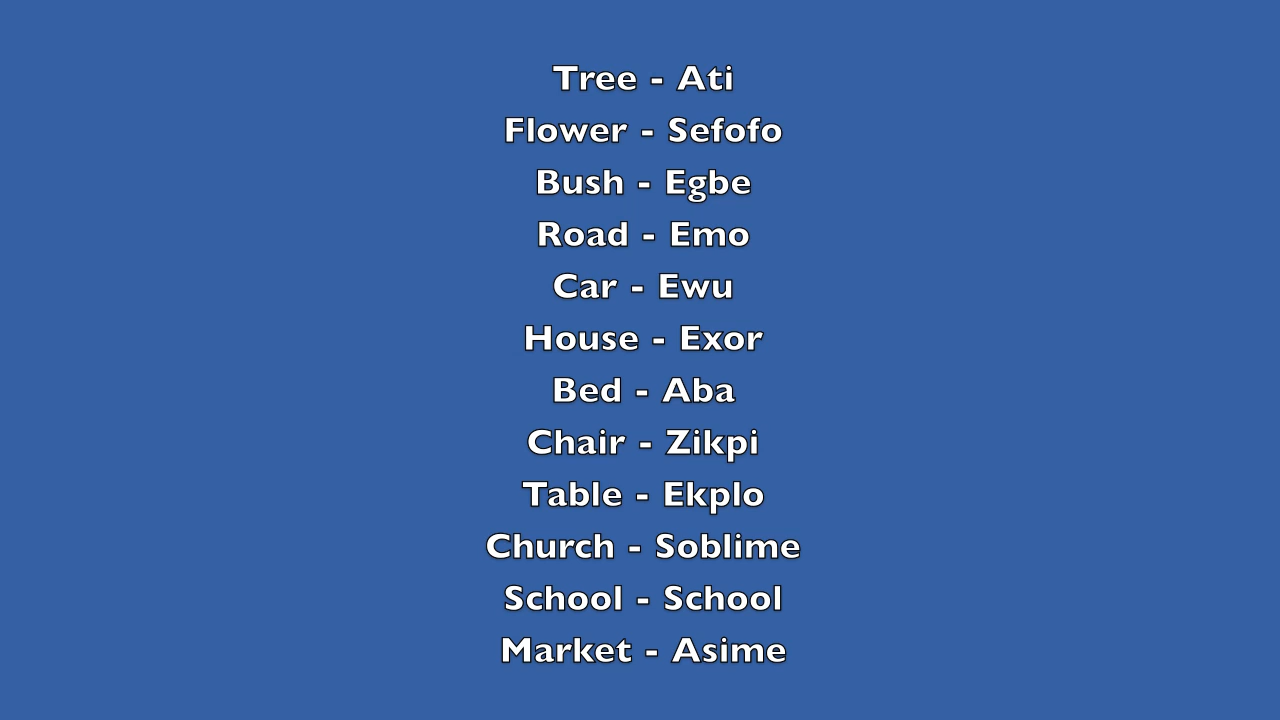 Tree - Ati
Flower - Sefofo
Bush - Egbe
Road - Emo
Car - Ewu
House - Exor
Bed - Aba
Chair - Zikpi
Table - Ekplo
Church - Soblime
School - School
Market - Asime